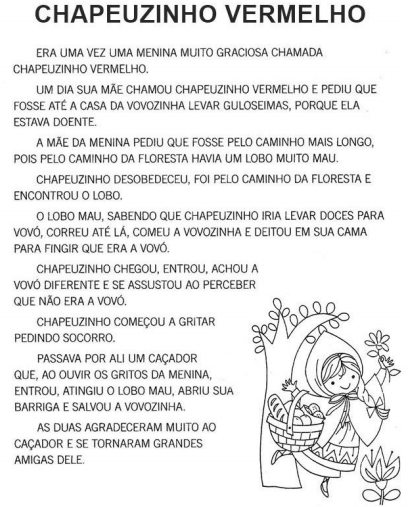 CHAPEUZINHO VERMELHO
ERA UMA VEZ UMA MENINA MUITO GRACIOSA CHAMADA
CHAPEUZINHO VERMELHO.
UM DIA SUA MÃE CHAMOU CHAPEUZINHO VERMELHO E PEDIU QUE
FOSSE ATÉ A CASA DA VOVOZINHA LEVAR GULOSEIMAS, PORQUE ELA
ESTAVA DOENTE.
A MÃE DA MENINA PEDIU QUE FOSSE PELO CAMINHO MAIS LONGO,
POIS PELO CAMINHO DA FLORESTA HAVIA UM LOBO MUITO MAU.
CHAPEUZINHO DESOBEDECEU, FOI PELO CAMINHO DA FLORESTA E
ENCONTROU O LOBO.
O LOBO MAU, SABENDO QUE CHAPEUZINHO IRIA LEVAR DOCES PARA
VOVÓ, CORREU ATÉ LÁ, COMEU A VOVOZINHA E DEITOU EM SUA CAMA
PARA FINGIR QUE ERA A VOVÓ.
CHAPEUZINHO CHEGOU, ENTROU, ACHOU A
VOVÓ DIFERENTE E SE ASSUSTOU AO PERCEBER
QUE NÃO ERA A VOVÓ.
CHAPEUZINHO COMEÇOU A GRITAR
PEDINDO SOCORRO.
PASSAVA POR ALI UM CAÇADOR
QUE, AO OUVIR OS GRITOS DA MENINA,
ENTROU, ATINGIU O LOBO MAU, ABRIU SUA
BARRIGA E SALVOU A VOVOZINHA.
AS DUAS AGRADECERAM MUITO AO
CAÇADOR E SE TORNARAM GRANDES
AMIGAS DELE.